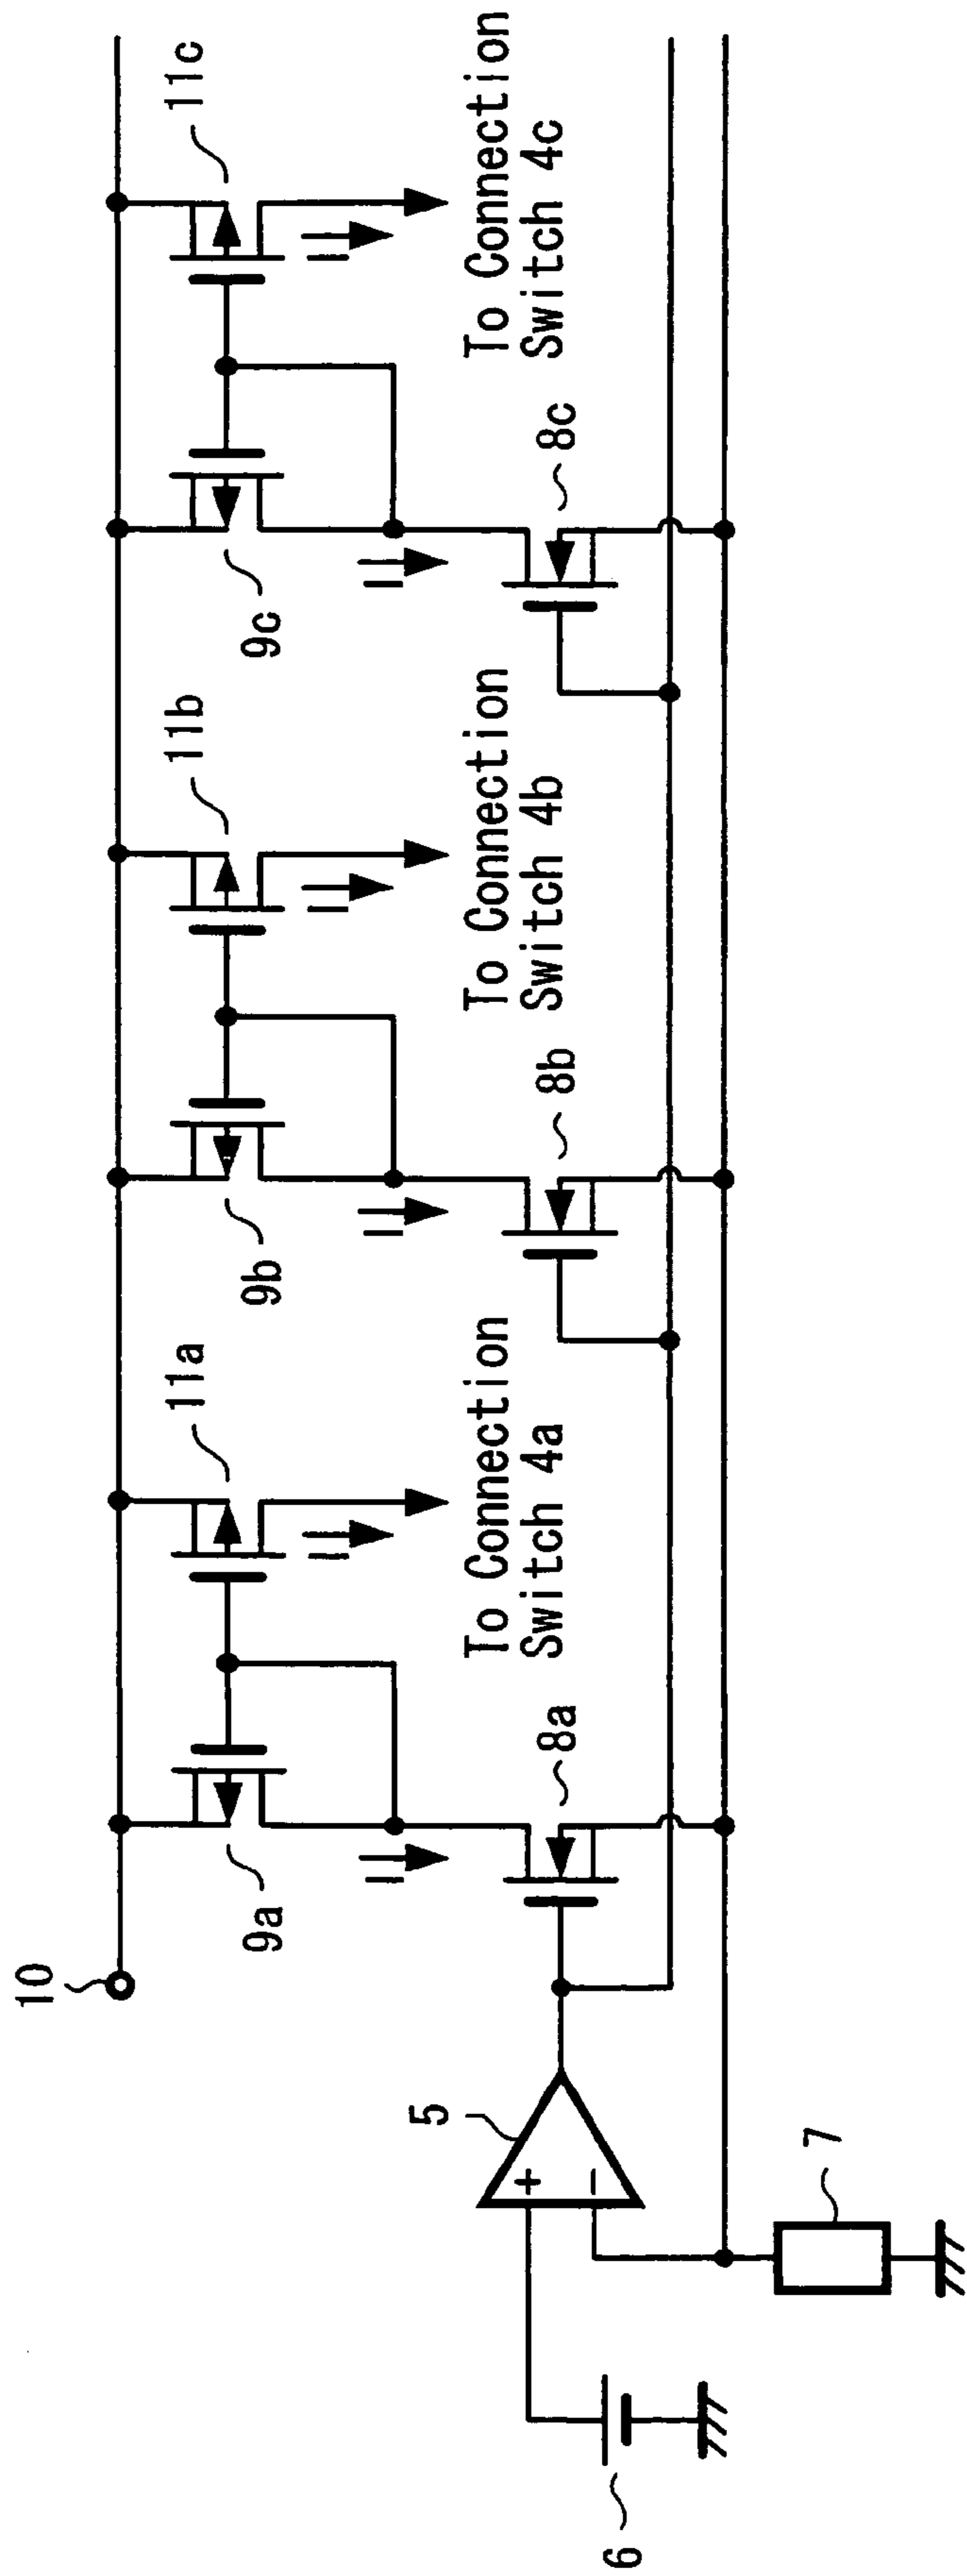 10
9a
11a
9b
11b
9c
11c
I
I
I
I
I
I
To Connection
Switch 4a
To Connection
Switch 4b
To Connection
Switch 4c
5
+
−
8a
8b
8c
6
7